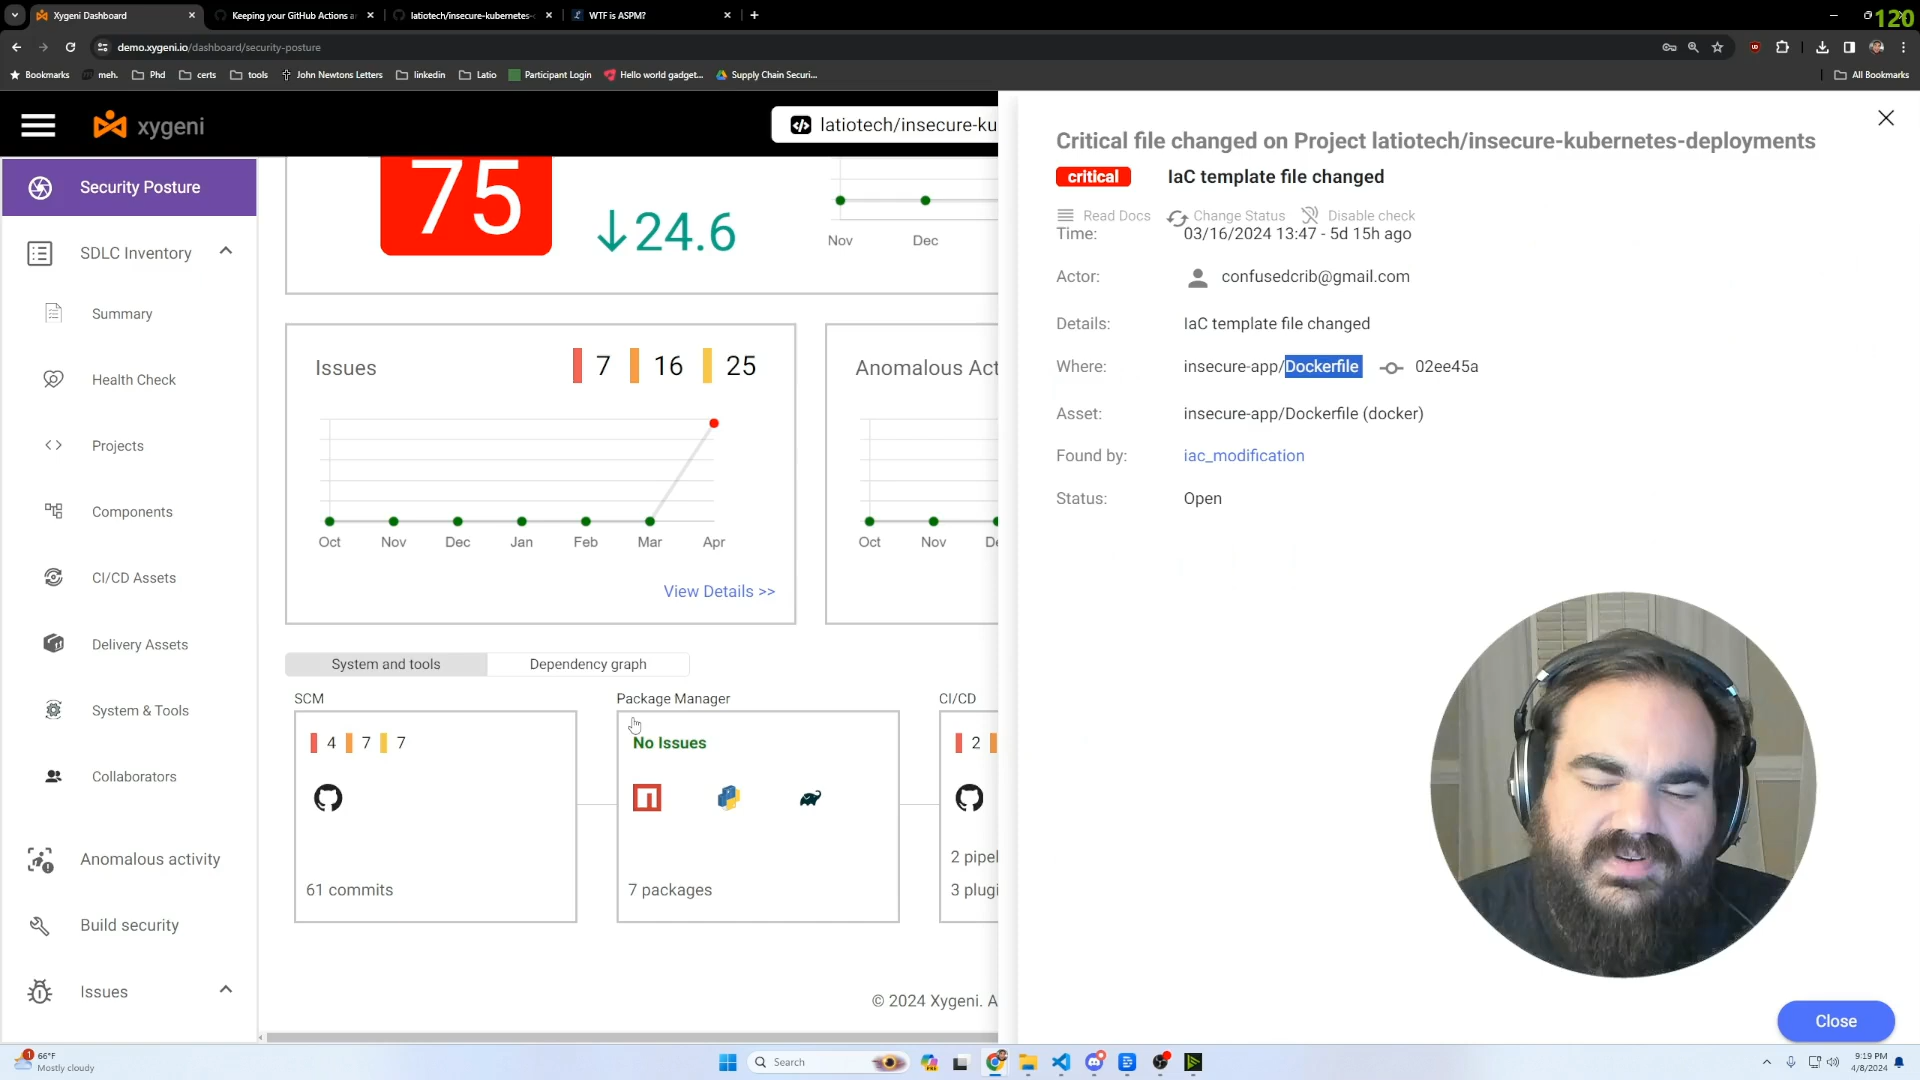 Xygeni Dashboard
Keeping your GitHub Actions a
latiotech/insecure-kubernetes-
WTF is ASPM?
120
demo.xygeni.io/dashboard/security-posture
Bookmarks
meh.
Phd
certs
tools
John Newtons Letters
linkedin
Latio
Participant Login
Hello world gadget...
Supply Chain Securi...
All Bookmarks
xygeni
latiotech/insecure-ku
Security Posture
SDLC Inventory
Summary
Health Check
Projects
Components
CI/CD Assets
Delivery Assets
System & Tools
Collaborators
Anomalous activity
Build security
Issues
75
↓24.6
Nov
Dec
Issues
7
16
25
Oct
Nov
Dec
Jan
Feb
Mar
Apr
View Details >>
Anomalous Act
Oct
Nov
De
System and tools
Dependency graph
SCM
4
7
7
61 commits
Package Manager
No Issues
7 packages
CI/CD
2
2 pipel
3 plugi
© 2024 Xygeni. A
Critical file changed on Project latiotech/insecure-kubernetes-deployments
critical
IaC template file changed
Read Docs
Change Status
Disable check
Time:
03/16/2024 13:47 - 5d 15h ago
Actor:
confusedcrib@gmail.com
Details:
IaC template file changed
Where:
insecure-app/Dockerfile
02ee45a
Asset:
insecure-app/Dockerfile (docker)
Found by:
iac_modification
Status:
Open
Close
1
66°F
Mostly cloudy
Search
9:19 PM
4/8/2024